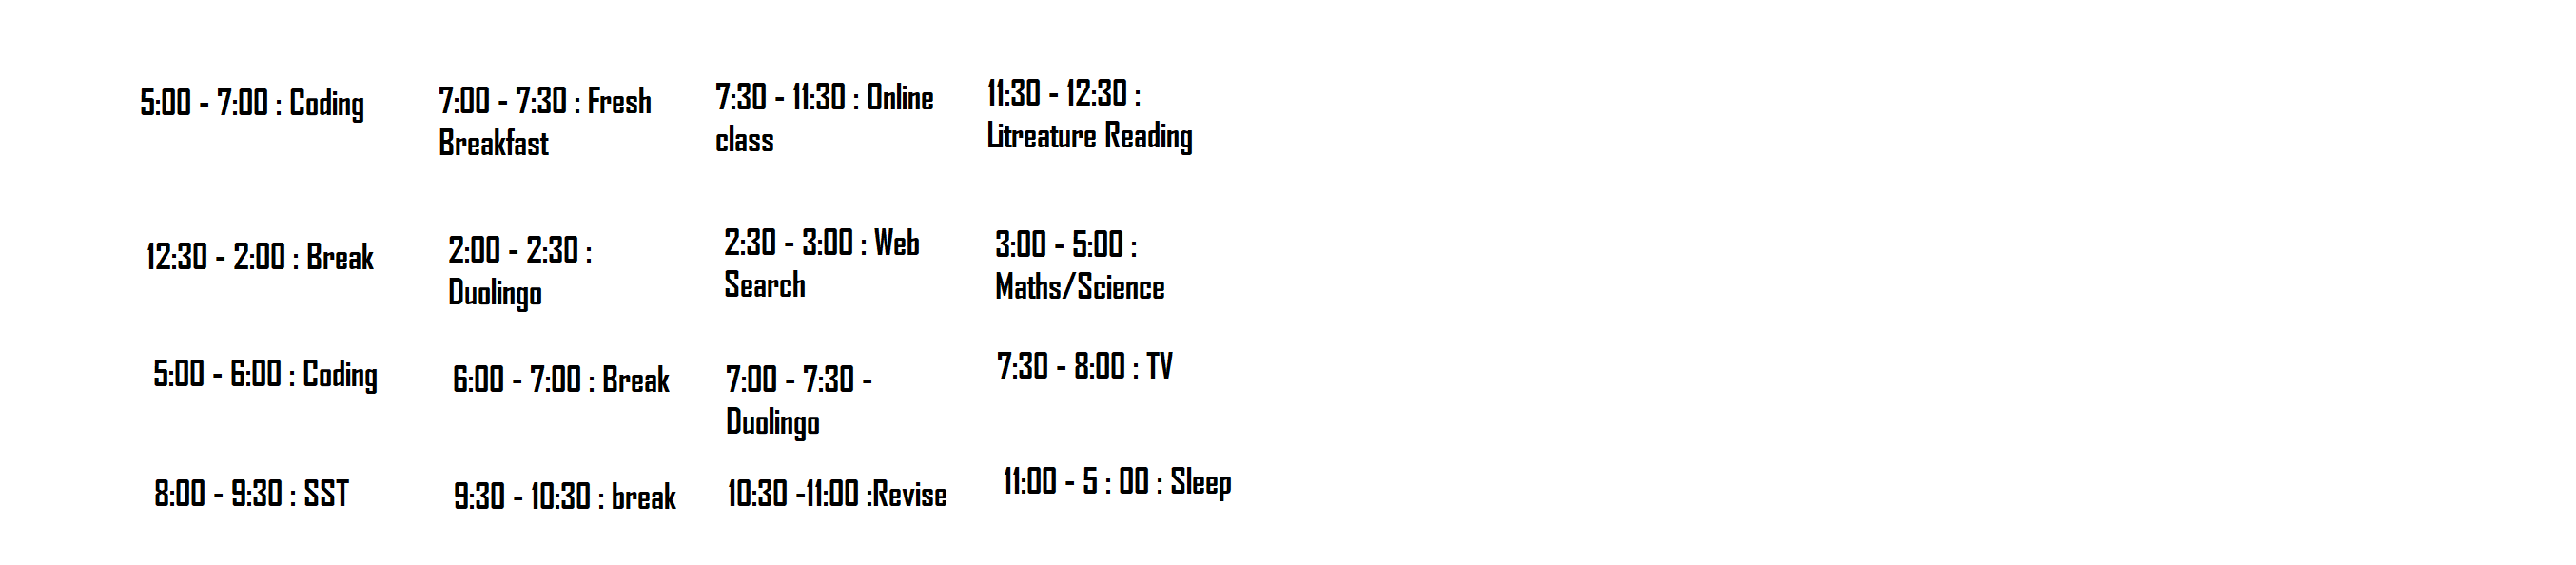 5:00 - 7:00 : Coding
7:00 - 7:30 : Fresh
Breakfast
7:30 - 11:30 : Online
class
11:30 - 12:30 :
Litreature Reading
12:30 - 2:00 : Break
2:00 - 2:30 :
Duolingo
2:30 - 3:00 : Web
Search
3:00 - 5:00 :
Maths/Science
5:00 - 6:00 : Coding
6:00 - 7:00 : Break
7:00 - 7:30 -
Duolingo
7:30 - 8:00 : TV
8:00 - 9:30 : SST
9:30 - 10:30 : break
10:30 -11:00 :Revise
11:00 - 5 : 00 : Sleep